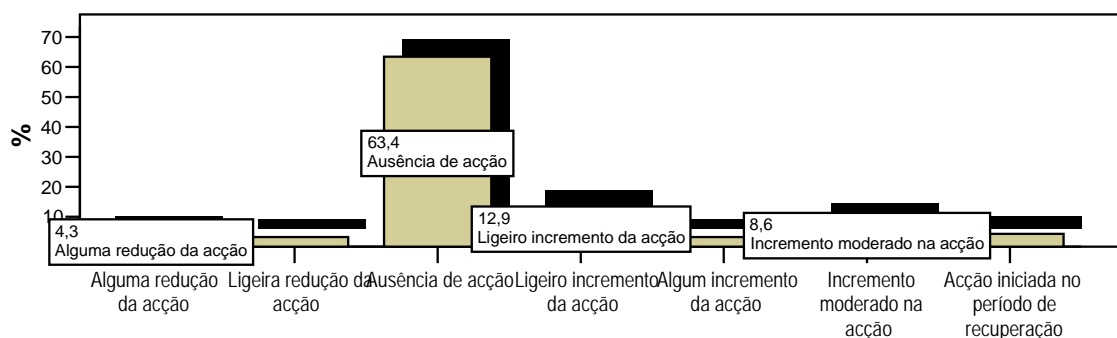 70
60
50
40
30
20
10
%
63,4
Ausência de acção
4,3
Alguma redução da acção
12,9
Ligeiro incremento da acção
8,6
Incremento moderado na acção
Alguma redução
da acção
Ligeira redução da
acção
Ausência de acção
Ligeiro incremento
da acção
Algum incremento
da acção
Incremento
moderado na
acção
Acção iniciada no
período de
recuperação